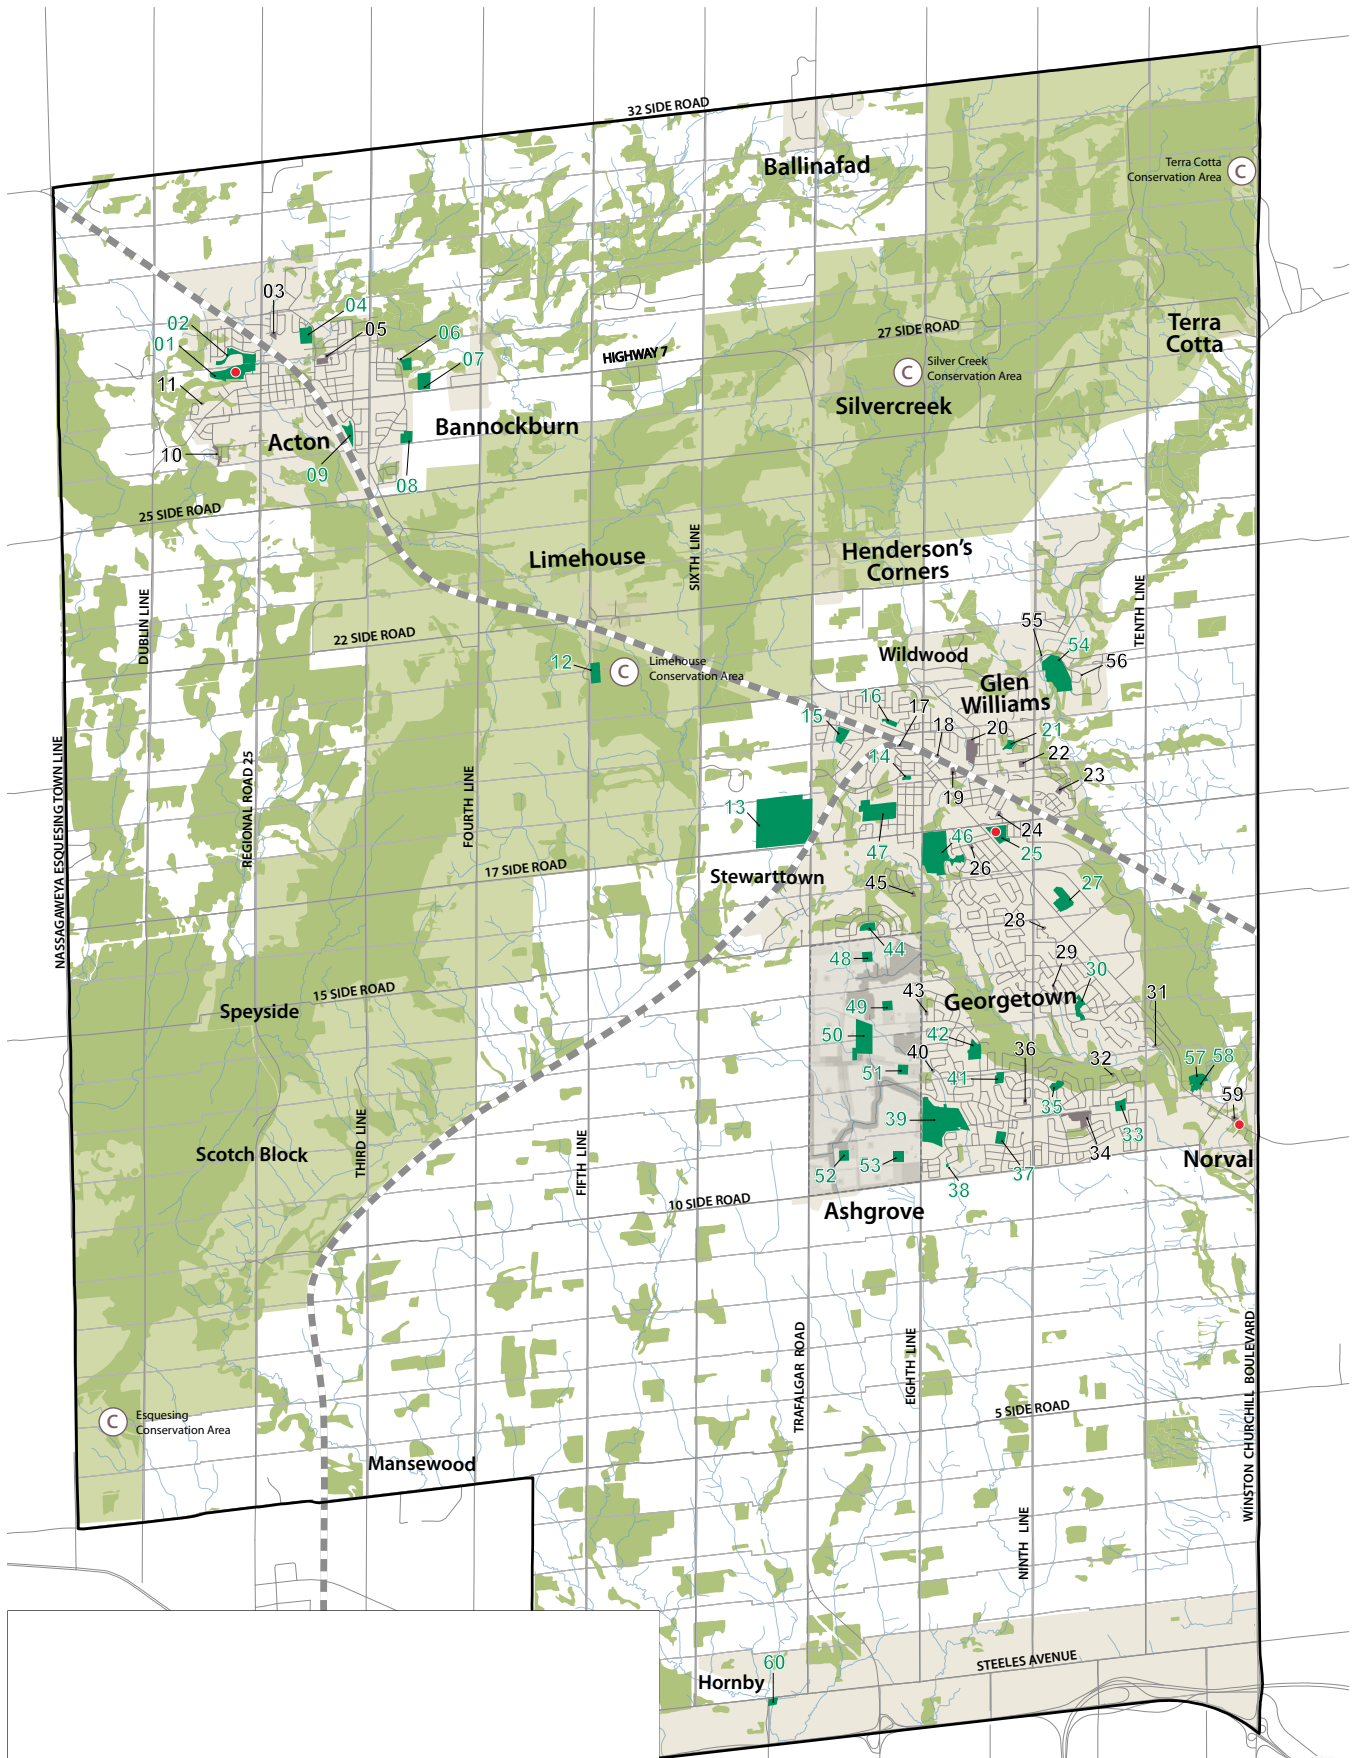 32 SIDE ROAD
Ballinafad
Terra Cotta
Conservation Area
C
03
04
02
05
01
06
07
27 SIDE ROAD
Terra
Cotta
HIGHWAY 7
C
Silver Creek
Conservation Area
11
Silvercreek
Acton
Bannockburn
10
09
08
25 SIDE ROAD
SIXTH LINE
Limehouse
Henderson's
Corners
DUBLIN LINE
TENTH LINE
22 SIDE ROAD
55
54
Wildwood
56
12
C
Limehouse
Conservation Area
Glen
Williams
16
17
15
18
20
21
14
22
23
NASSAGAWEYA ESQUESING TOWN LINE
REGIONAL ROAD 25
FOURTH LINE
19
13
24
46
25
47
26
17 SIDE ROAD
Stewarttown
45
27
28
44
48
29
30
15 SIDE ROAD
43
Georgetown
31
Speyside
49
50
42
36
40
32
57
58
51
41
35
59
39
33
34
THIRD LINE
Scotch Block
FIFTH LINE
52
53
37
38
Norval
10 SIDE ROAD
Ashgrove
TRAFALGAR ROAD
EIGHTH LINE
WINSTON CHURCHILL BOULEVARD
C
Esquesing
Conservation Area
5 SIDE ROAD
Mansewood
NINTH LINE
60
STEELES AVENUE
Hornby